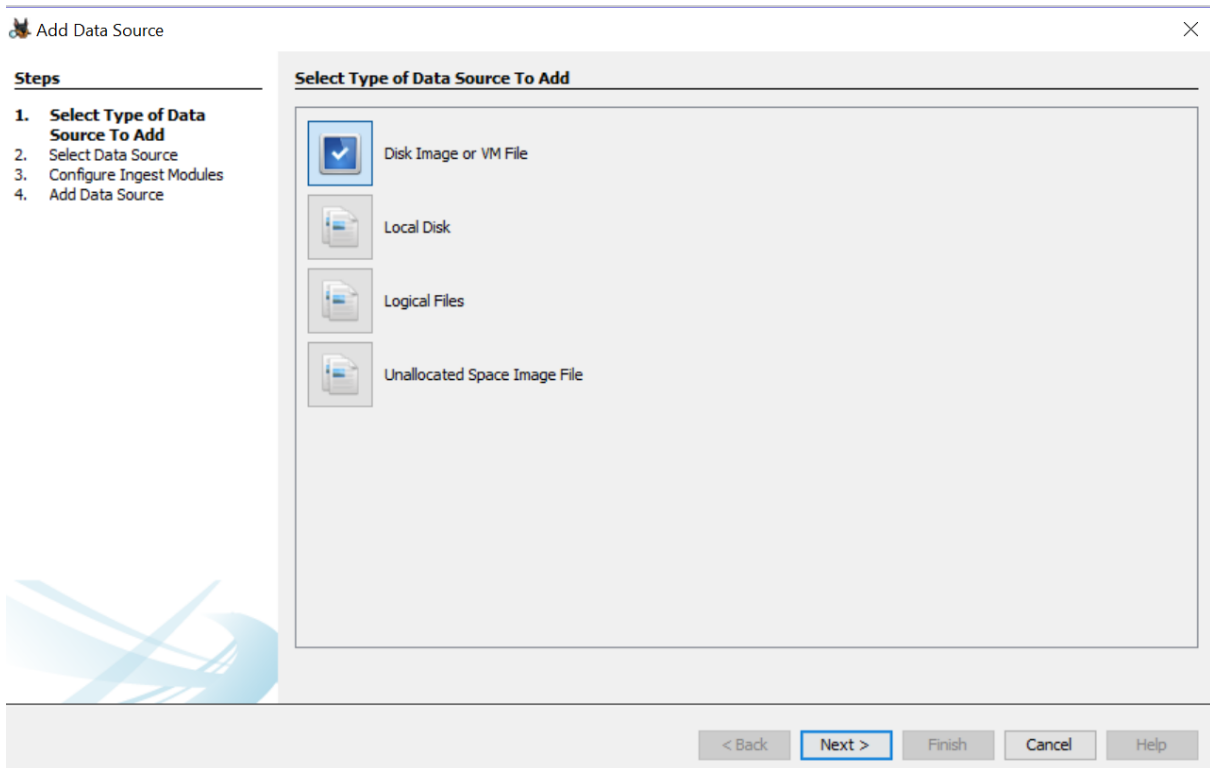 Add Data Source
Steps
1. Select Type of Data
Source To Add
2. Select Data Source
3. Configure Ingest Modules
4. Add Data Source
Select Type of Data Source To Add
Disk Image or VM File
Local Disk
Logical Files
Unallocated Space Image File
< Back
Next >
Finish
Cancel
Help